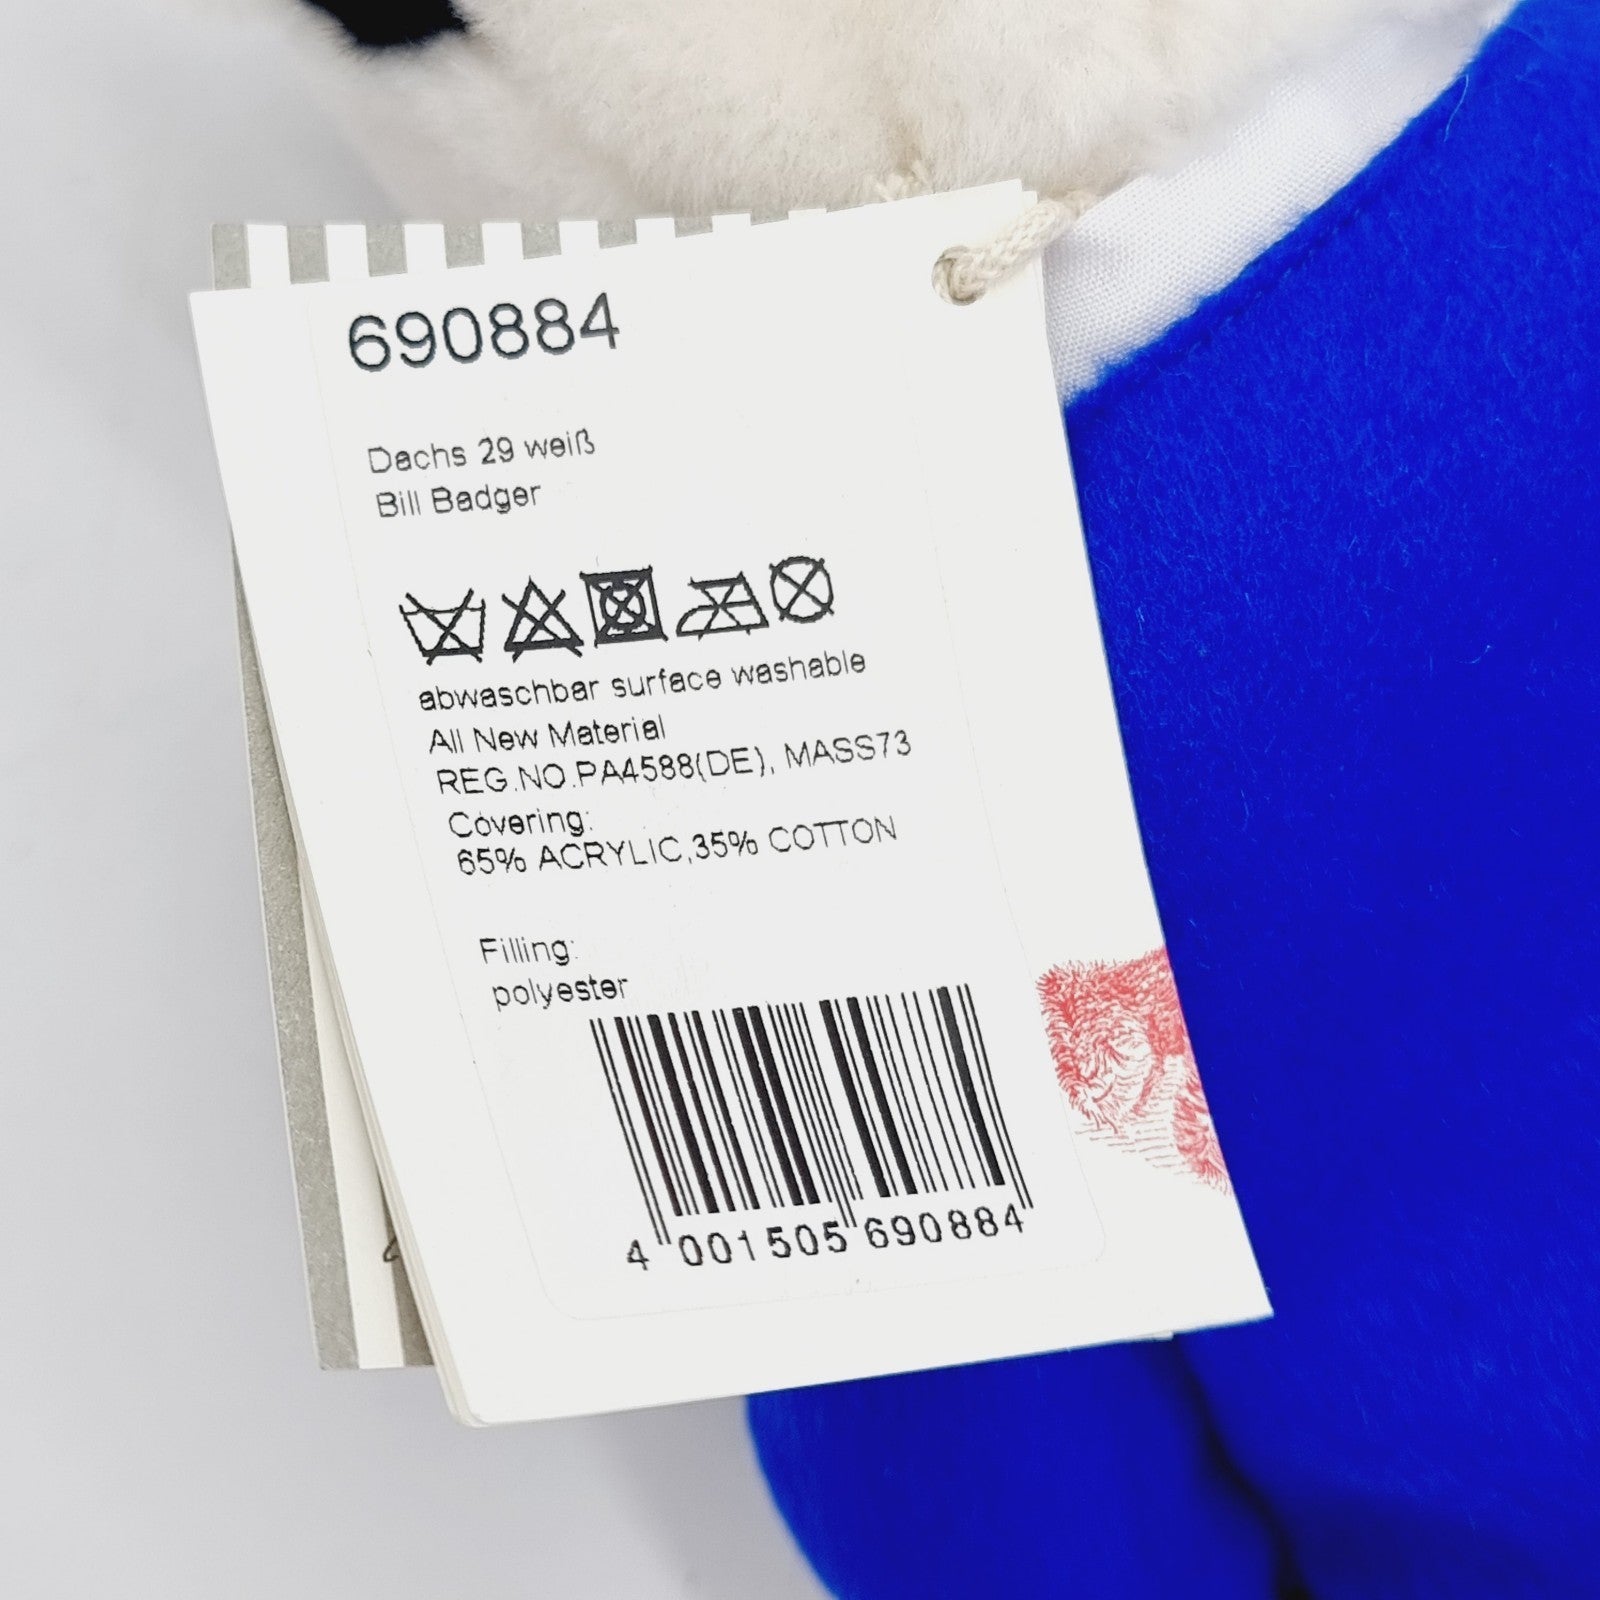 690884
Dachs 29 weiß
Bill Badger
abwaschbar surface washable
All New Material
REG.NO.PA4588(DE), MASS73
Covering:
65% ACRYLIC,35% COTTON
Filling:
polyester
4 001505 690884